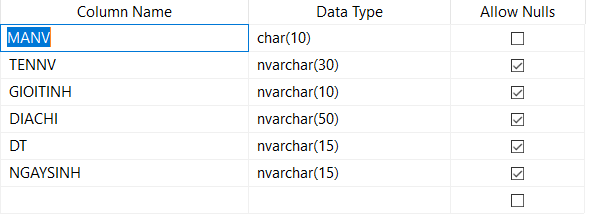 Column Name Data Type Allow Nulls
MANV char(10)
TENNV nvarchar(30)
GIOITINH nvarchar(10)
DIACHI nvarchar(50)
DT nvarchar(15)
NGAYSINH nvarchar(15)